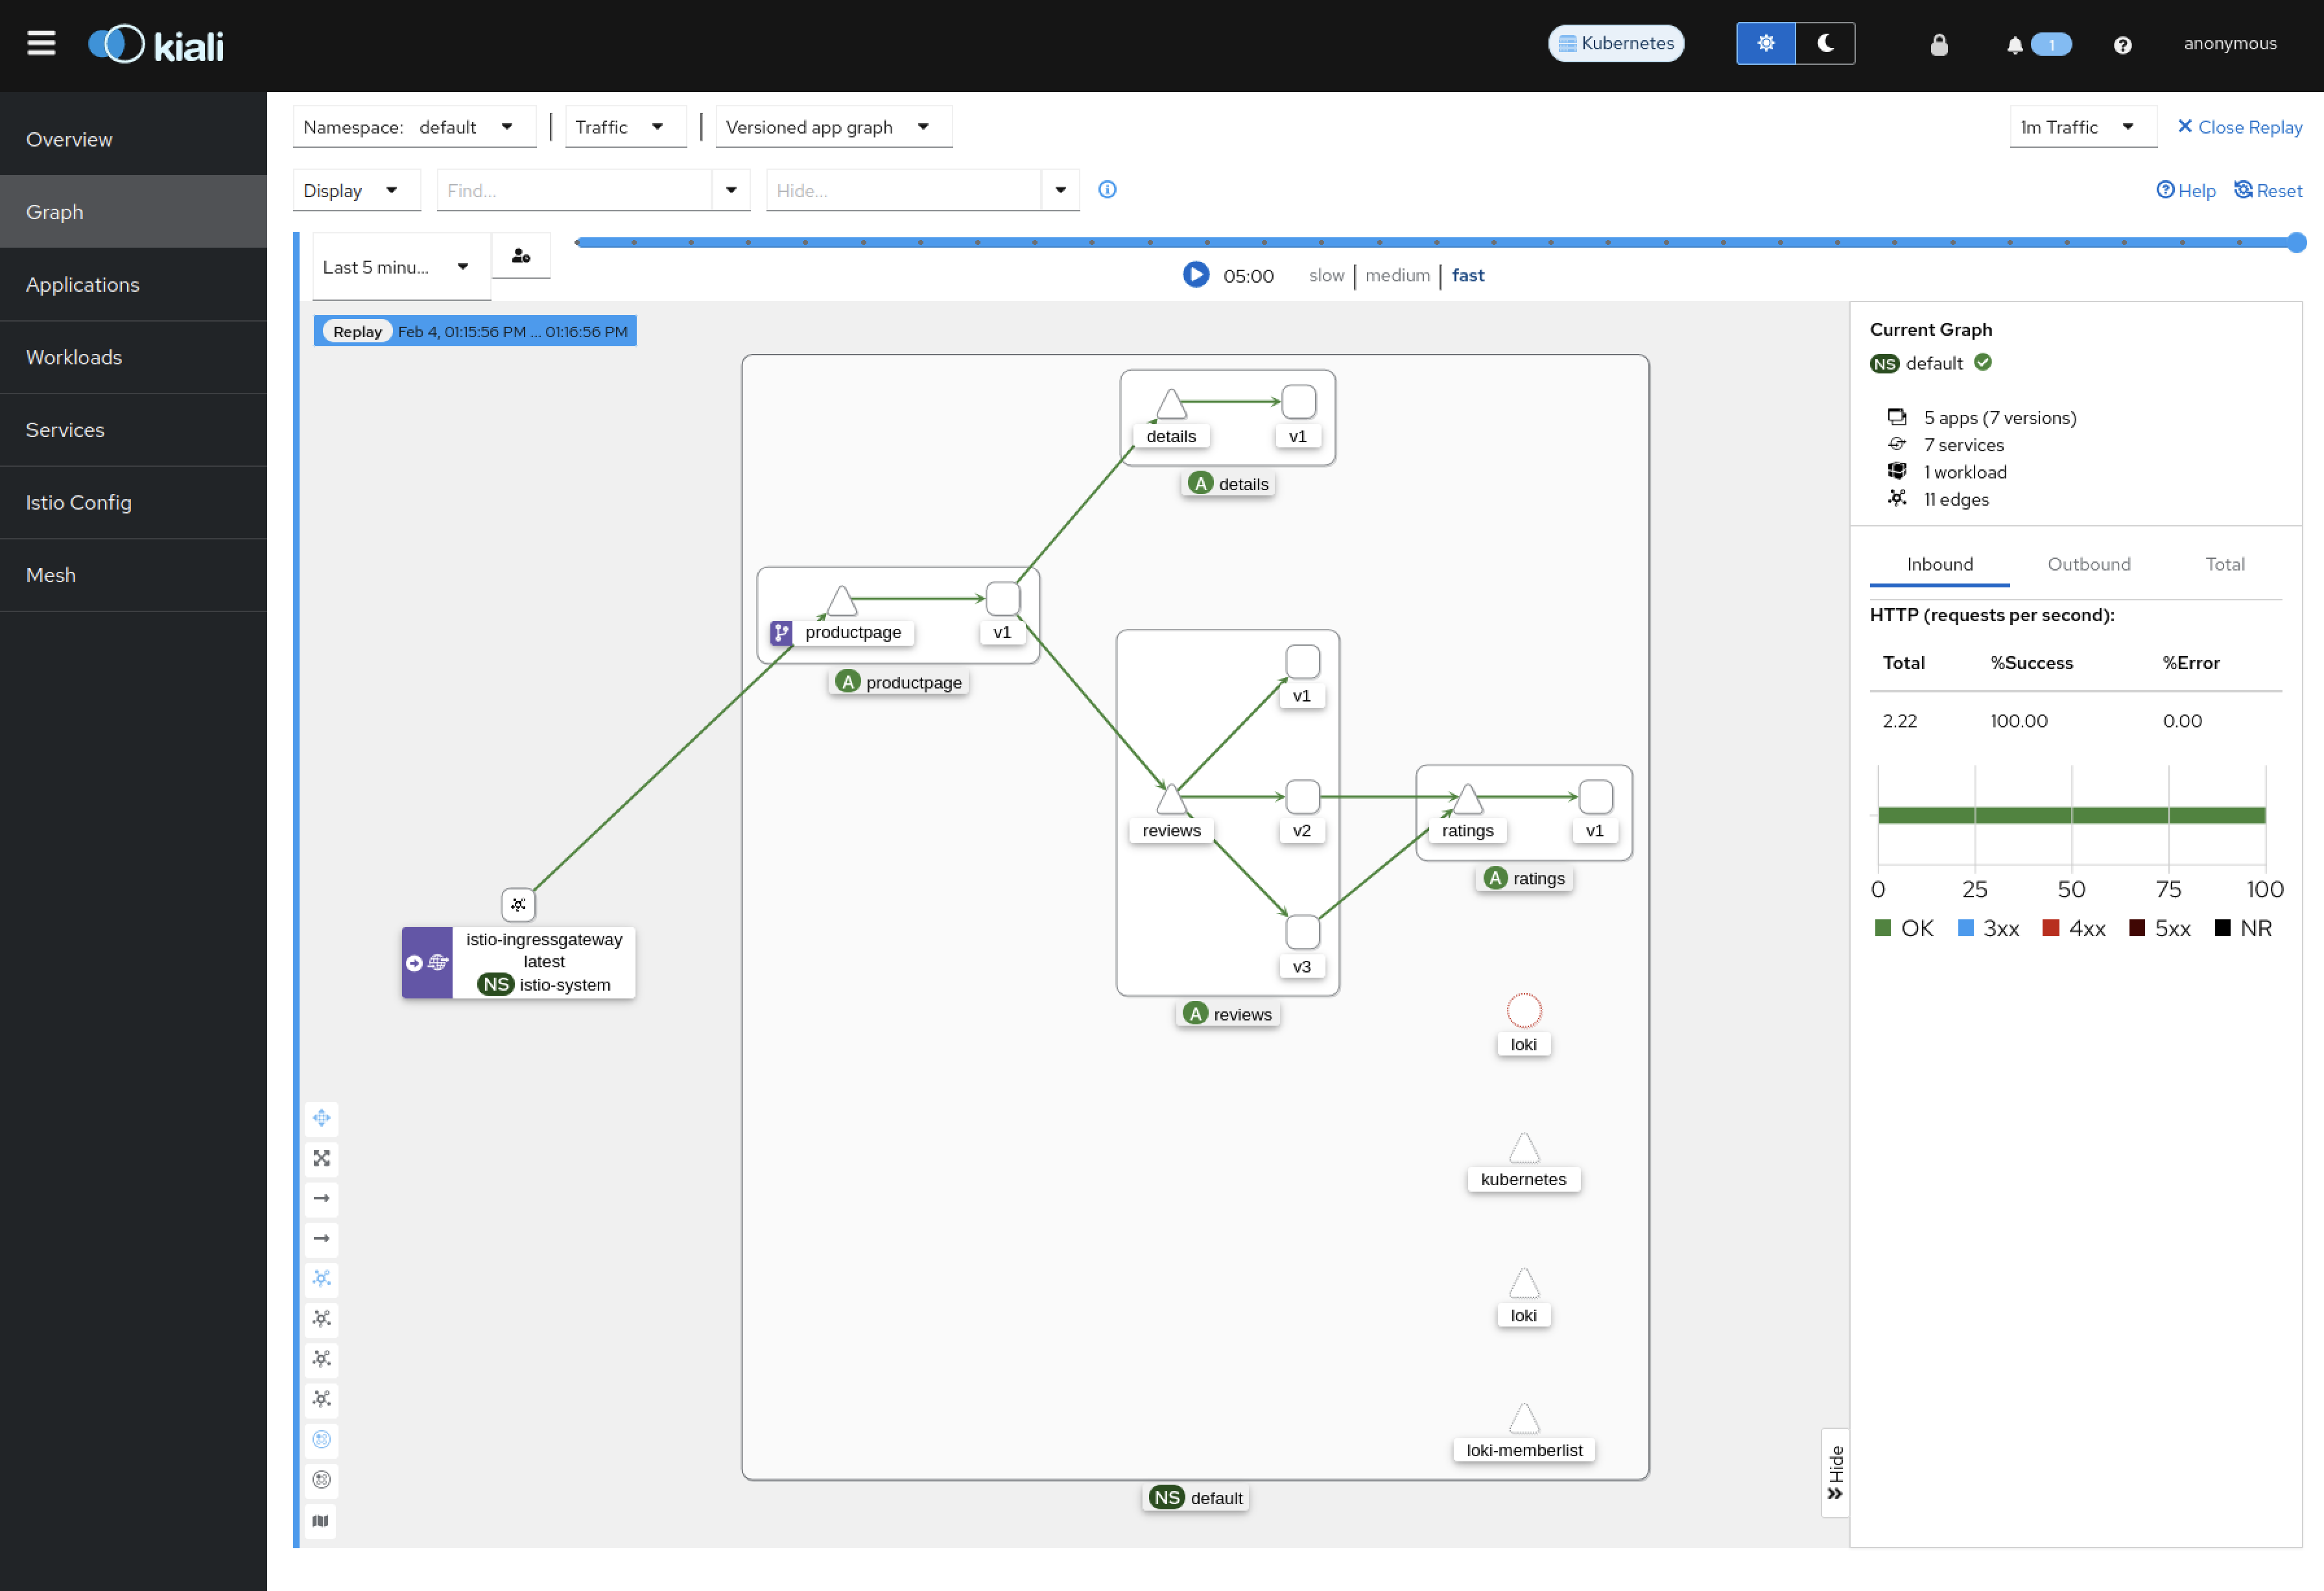 kiali
Kubernetes
1
anonymous
Overview
Graph
Applications
Workloads
Services
Istio Config
Mesh
Namespace: default
Traffic
Versioned app graph
1m Traffic
Close Replay
Display
Find...
Hide...
Help
Reset
Last 5 minu...
05:00
slow
medium
fast
Replay
Feb 4, 01:15:56 PM ... 01:16:56 PM
details
v1
A details
productpage
v1
A productpage
v1
reviews
v2
v3
A reviews
ratings
v1
A ratings
istio-ingressgateway
latest
NS istio-system
loki
kubernetes
loki
loki-memberlist
NS default
Hide
Current Graph
NS default
5 apps (7 versions)
7 services
1 workload
11 edges
Inbound
Outbound
Total
HTTP (requests per second):
Total %Success %Error
2.22 100.00 0.00
0 25 50 75 100
OK 3xx 4xx 5xx NR